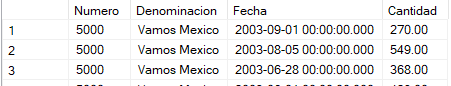 Numero Denominacion Fecha Cantidad
1 5000 Vamos Mexico 2003-09-01 00:00:00.000 270.00
2 5000 Vamos Mexico 2003-08-05 00:00:00.000 549.00
3 5000 Vamos Mexico 2003-06-28 00:00:00.000 368.00